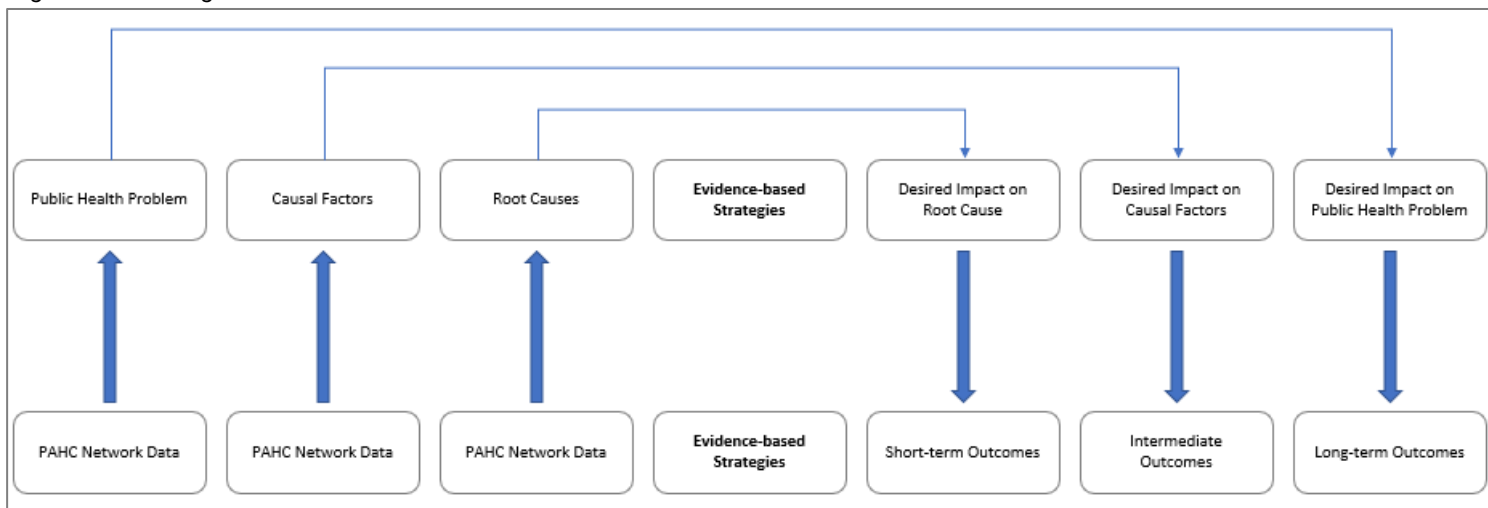 Public Health Problem
Causal Factors
Root Causes
Evidence-based
Strategies
Desired Impact on
Root Cause
Desired Impact on
Causal Factors
Desired Impact on
Public Health Problem
PAHC Network Data
PAHC Network Data
PAHC Network Data
Evidence-based
Strategies
Short-term Outcomes
Intermediate
Outcomes
Long-term Outcomes